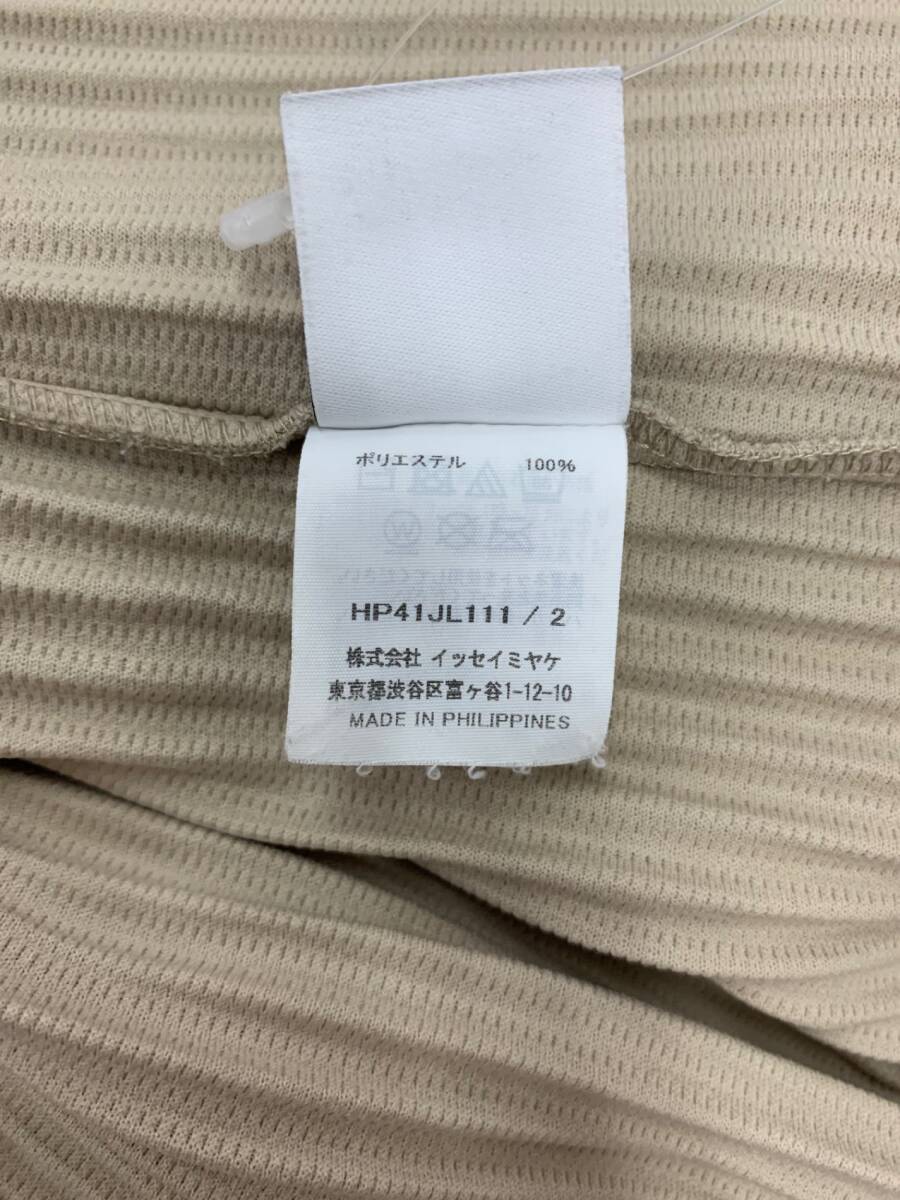 ポリエステル 100%
HP41JL111 / 2
株式会社 イッセイミヤケ
東京都渋谷区富ヶ谷1-12-10
MADE IN PHILIPPINES